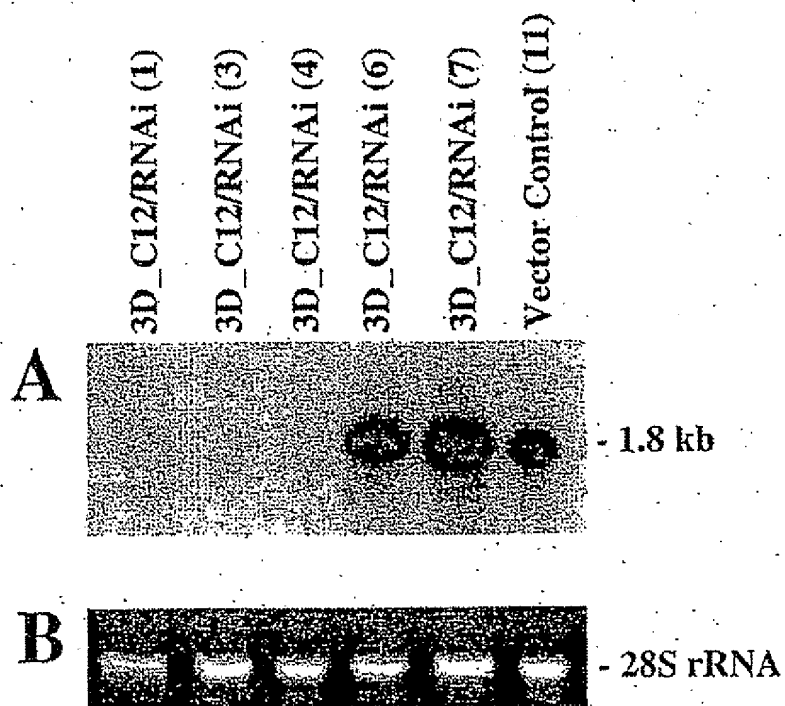 3D_C12/RNAi (1)
3D_C12/RNAi (3)
3D_C12/RNAi (4)
3D_C12/RNAi (6)
3D_C12/RNAi (7)
Vector Control (11)
A
- 1.8 kb
B
- 28S rRNA